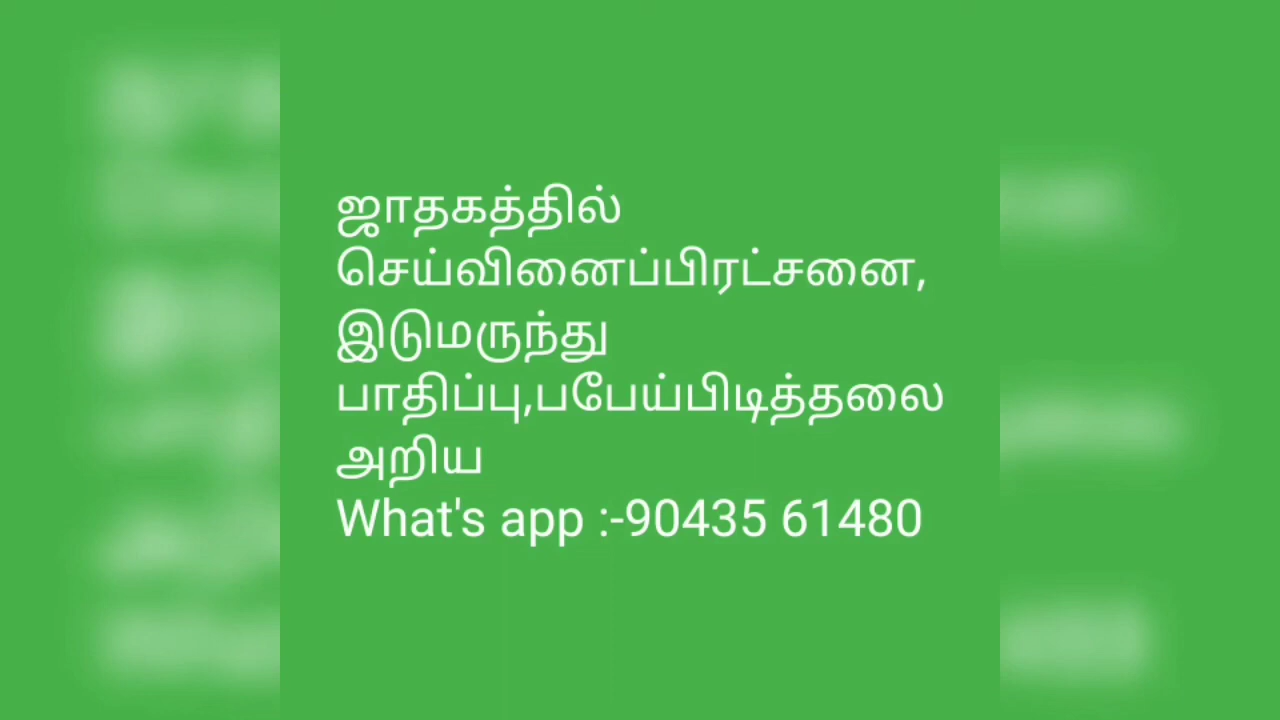 ஜாதகத்தில்
செய்வினைப்பிரட்சனை,
இடுமருந்து
பாதிப்பு,பபேய்பிடித்தலை
அறிய
What's app :-90435 61480